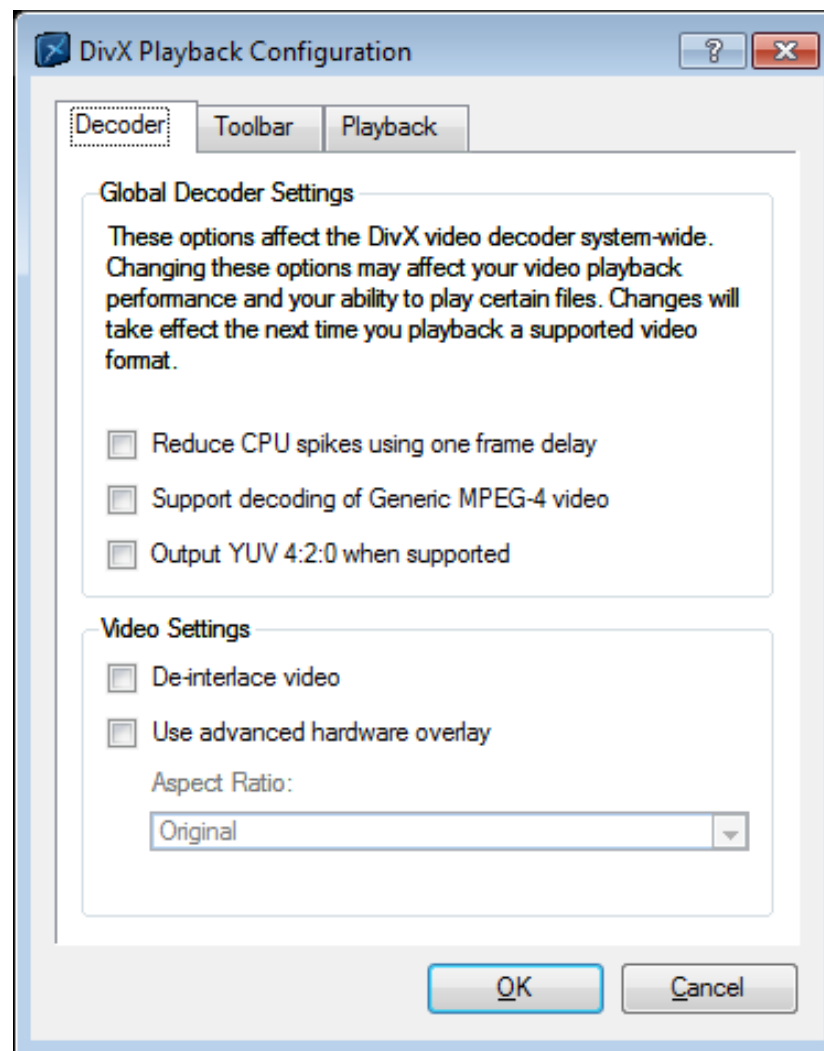 DivX Playback Configuration
?
Decoder
Toolbar
Playback
Global Decoder Settings
These options affect the DivX video decoder system-wide.
Changing these options may affect your video playback
performance and your ability to play certain files. Changes will
take effect the next time you playback a supported video
format.
Reduce CPU spikes using one frame delay
Support decoding of Generic MPEG-4 video
Output YUV 4:2:0 when supported
Video Settings
De-interlace video
Use advanced hardware overlay
Aspect Ratio:
Original
OK
Cancel